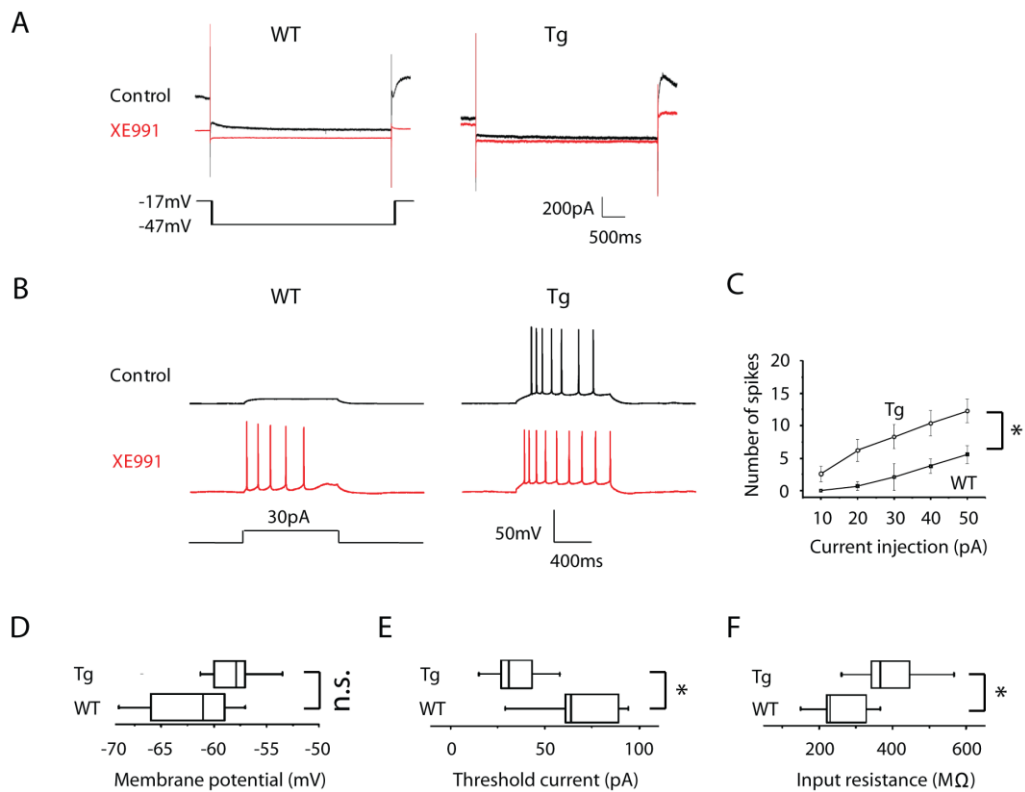 A
WT
Tg
Control
XE991
-17mV
-47mV
200pA
500ms
B
WT
Tg
Control
XE991
30pA
50mV
400ms
C
Number of spikes
20
15
10
5
0
Tg
WT
*
10 20 30 40 50
Current injection (pA)
D
Tg
WT
n.s.
-70 -65 -60 -55 -50
Membrane potential (mV)
E
Tg
WT
*
0 50 100
Threshold current (pA)
F
Tg
WT
*
200 400 600
Input resistance (MΩ)